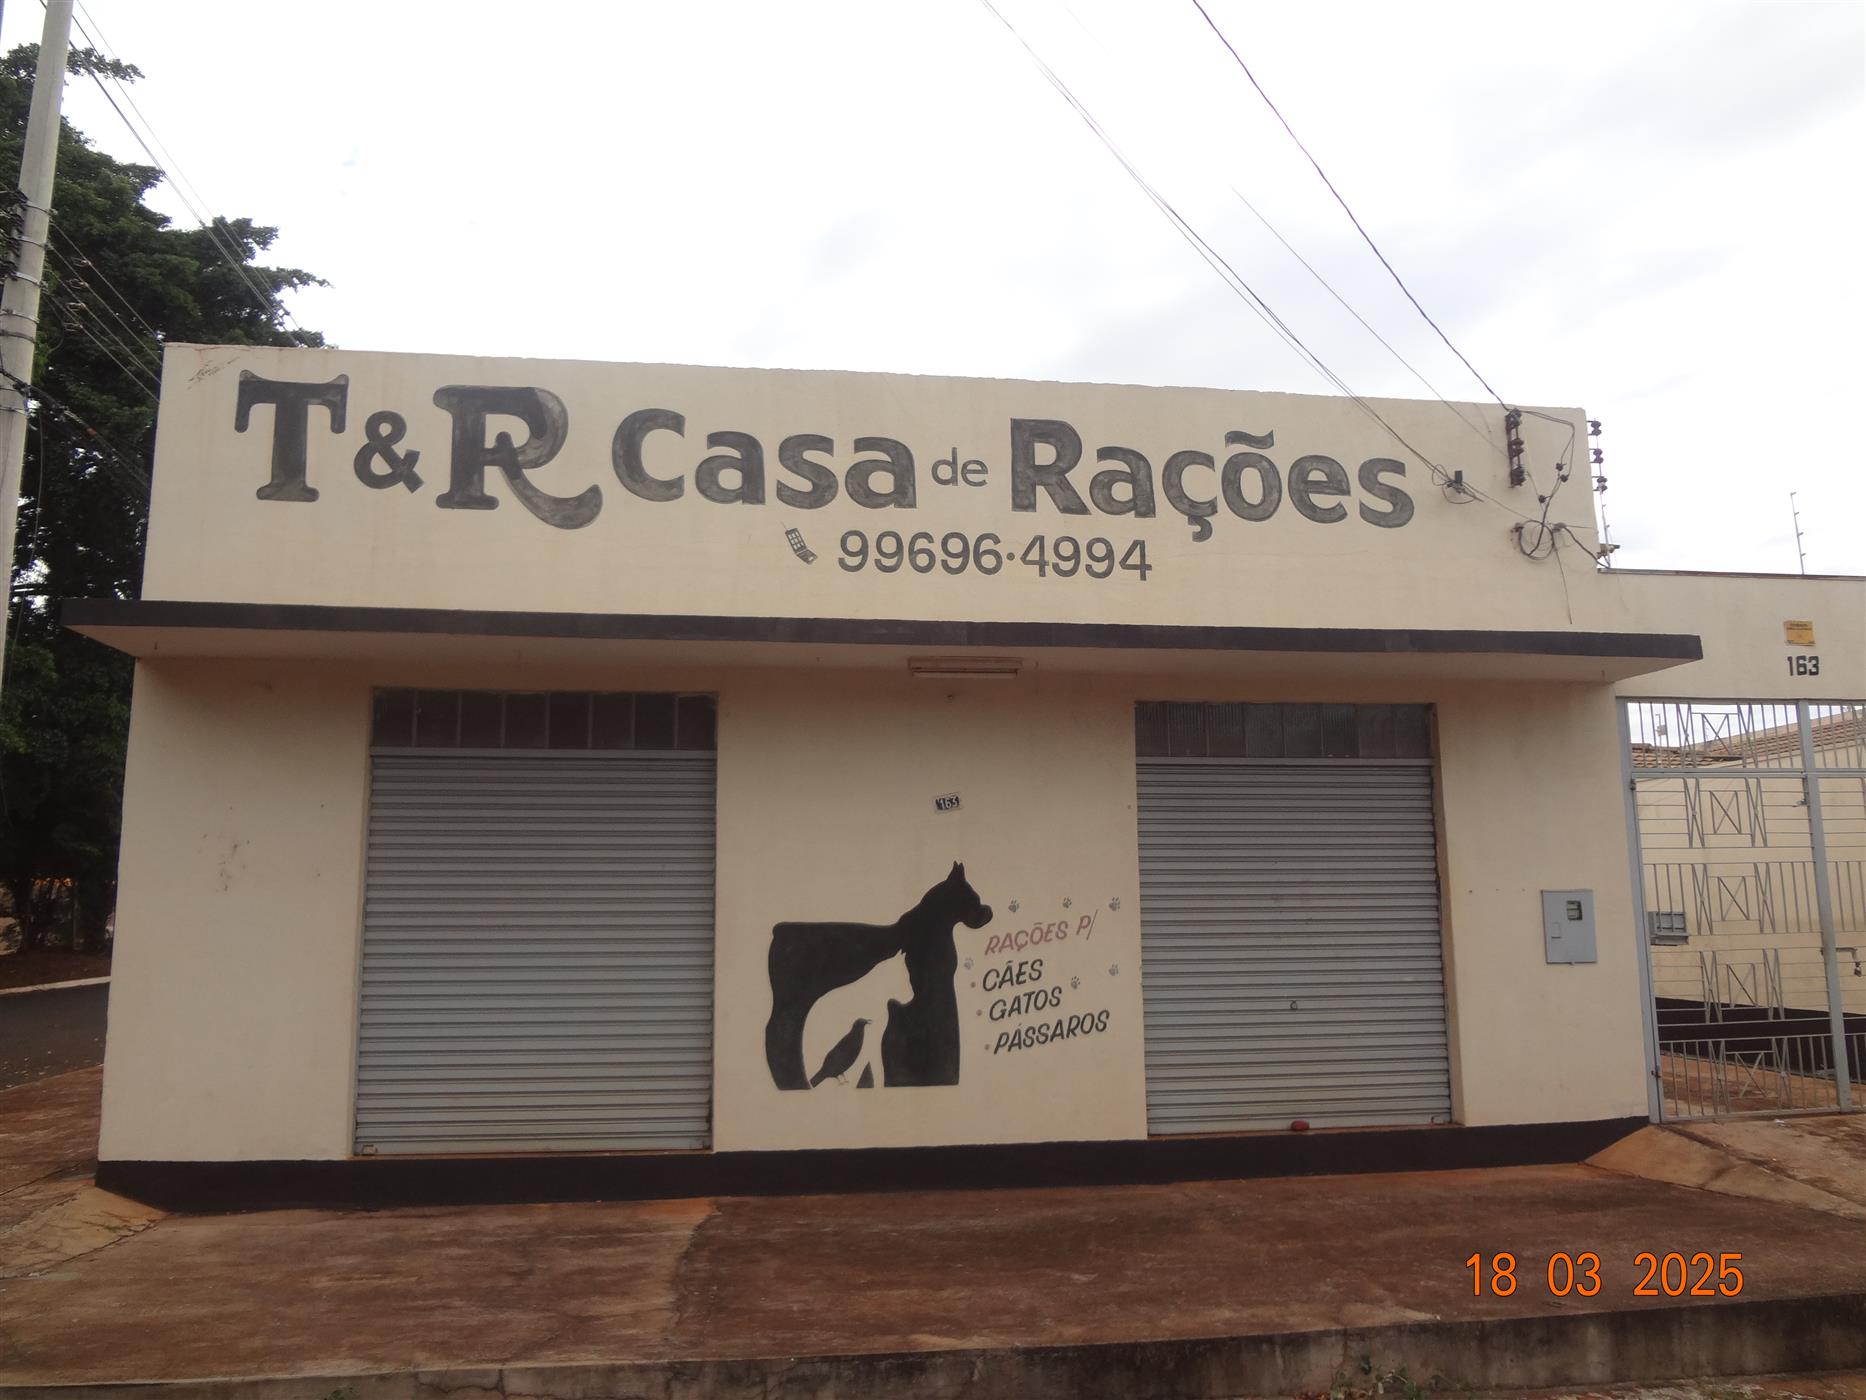 T & R Casa de Rações
99696·4994
163
163
RAÇÕES P/
· CÃES
· GATOS
· PÁSSAROS
18 03 2025